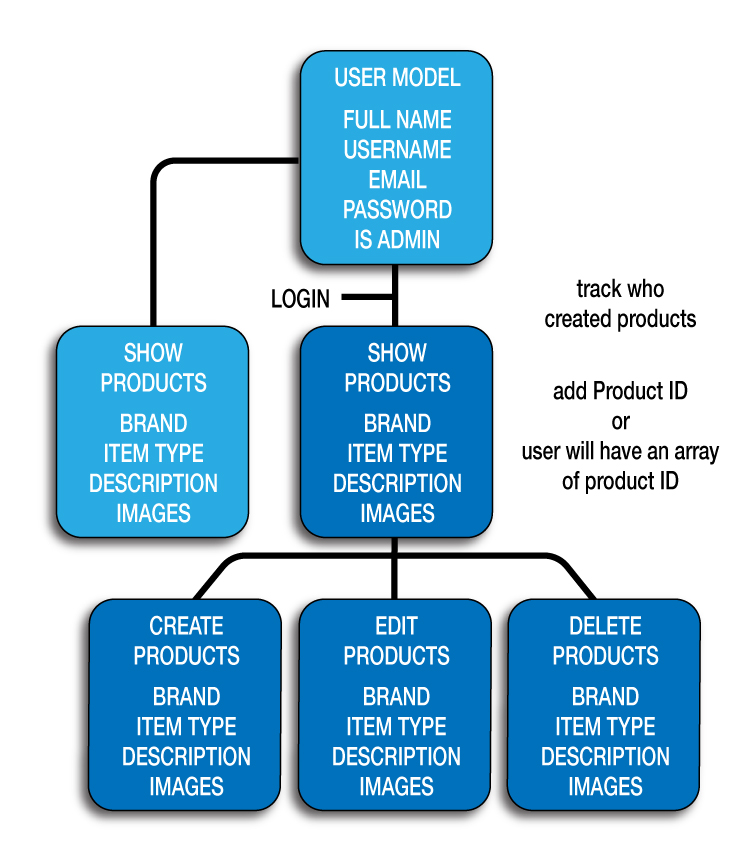 USER MODEL
FULL NAME
USERNAME
EMAIL
PASSWORD
IS ADMIN
LOGIN
track who
created products
add Product ID
or
user will have an array
of product ID
SHOW
PRODUCTS
BRAND
ITEM TYPE
DESCRIPTION
IMAGES
SHOW
PRODUCTS
BRAND
ITEM TYPE
DESCRIPTION
IMAGES
CREATE
PRODUCTS
BRAND
ITEM TYPE
DESCRIPTION
IMAGES
EDIT
PRODUCTS
BRAND
ITEM TYPE
DESCRIPTION
IMAGES
DELETE
PRODUCTS
BRAND
ITEM TYPE
DESCRIPTION
IMAGES